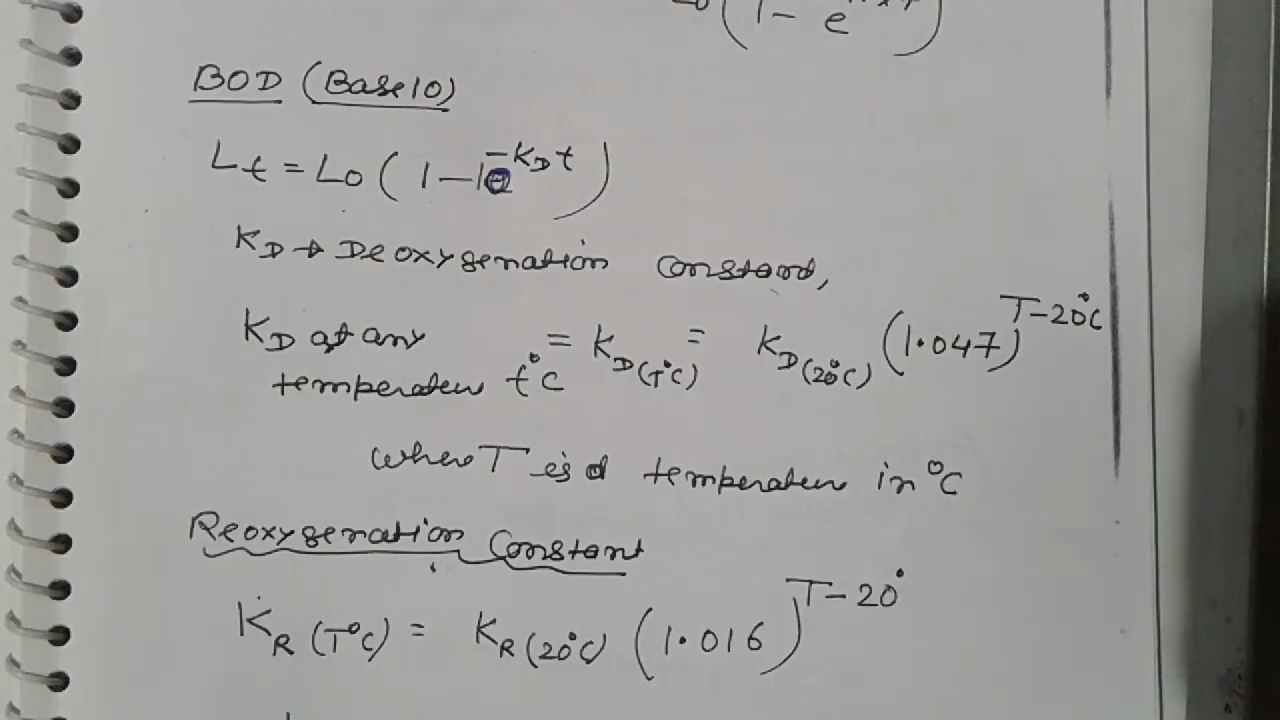 (1 - e
BOD (Base 10)
Lt = Lo (1 - 10^-KD t)
KD → Deoxygenation constant,
KD at any temperature t°C = KD(T°C) = KD(20°C) (1.047)^T-20°C
where T is temperature in °C
Reoxygenation Constant
KR(T°C) = KR(20°C) (1.016)^T-20°